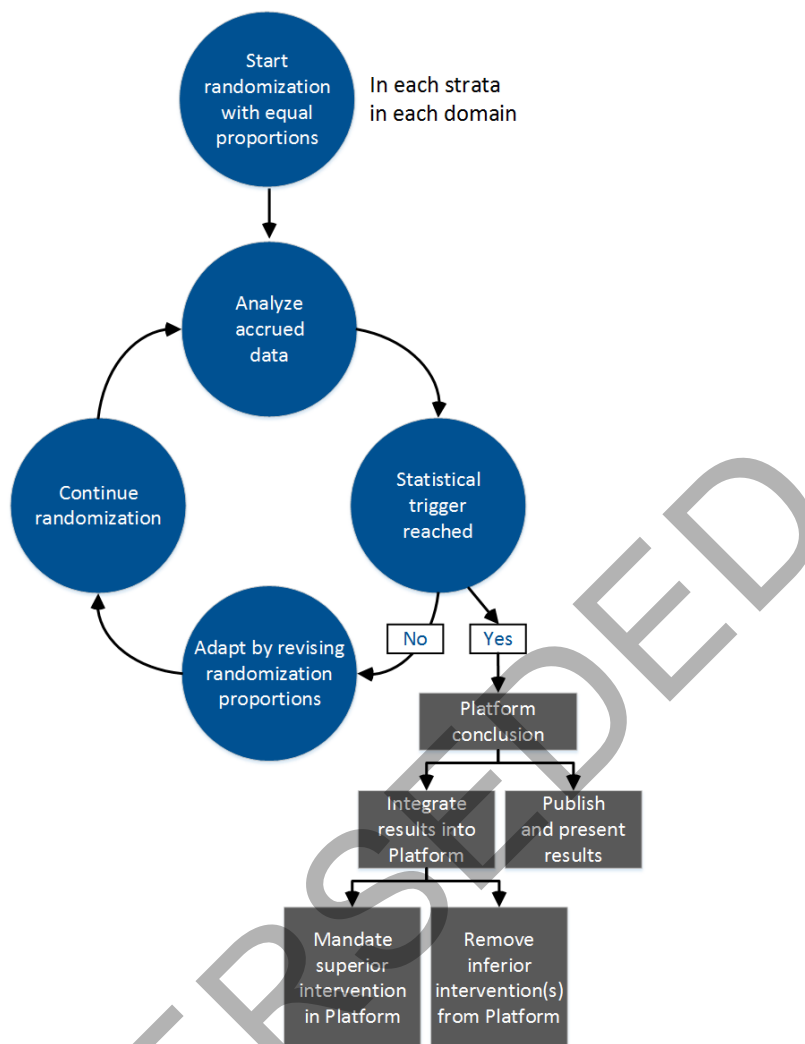 Start
randomization
with equal
proportions
In each strata
in each domain
Analyze
accrued
data
Continue
randomization
Statistical
trigger
reached
Adapt by revising
randomization
proportions
No
Yes
Platform
conclusion
Integrate
results into
Platform
Publish
and present
results
Mandate
superior
intervention
in Platform
Remove
inferior
intervention(s)
from Platform
ERSEDED